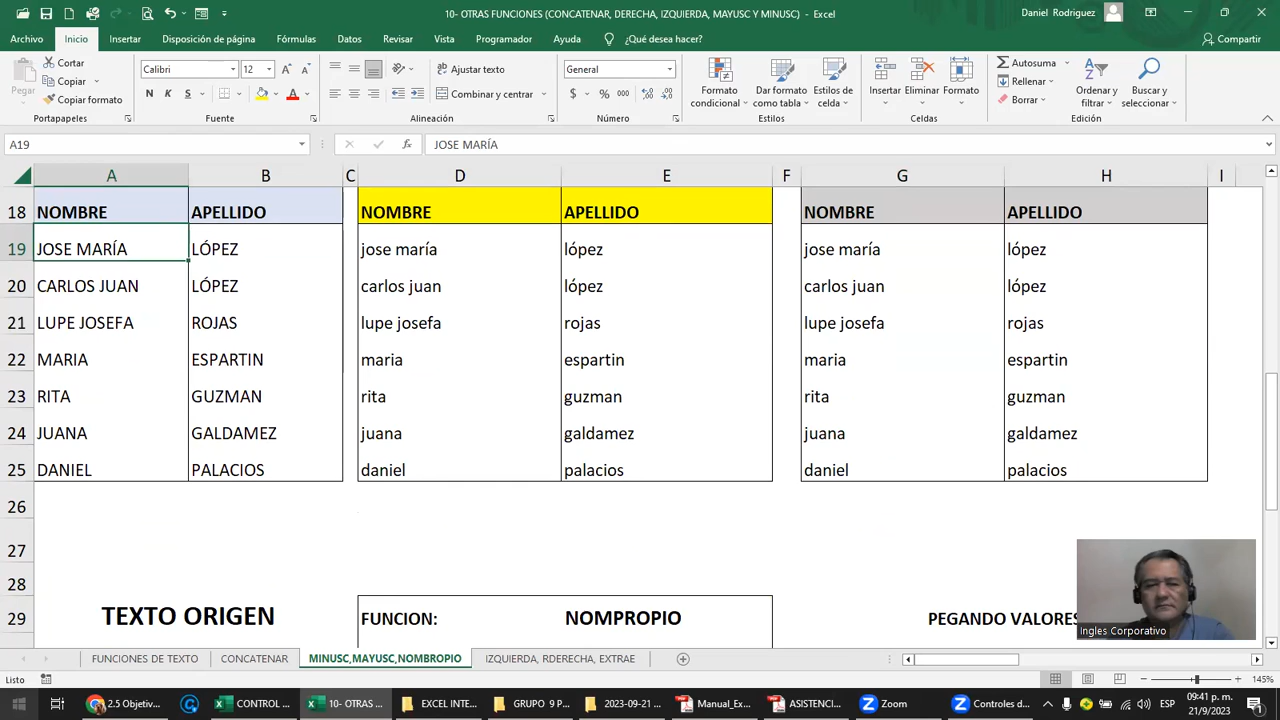 10- OTRAS FUNCIONES (CONCATENAR, DERECHA, IZQUIERDA, MAYUSC Y MINUSC) - Excel
Daniel Rodriguez
Archivo Inicio Insertar Disposición de página Fórmulas Datos Revisar Vista Programador Ayuda ¿Qué desea hacer? Compartir
Pegar
Cortar
Copiar
Copiar formato
Portapapeles
Calibri 12
N K S
Fuente
Ajustar texto
Combinar y centrar
Alineación
General
$ % 000
Número
Formato condicional
Dar formato como tabla
Estilos de celda
Estilos
Insertar Eliminar Formato
Celdas
Autosuma
Rellenar
Borrar
Ordenar y filtrar
Buscar y seleccionar
Edición
A19 fx JOSE MARÍA
A B C D E F G H I
18 NOMBRE APELLIDO NOMBRE APELLIDO NOMBRE APELLIDO
19 JOSE MARÍA LÓPEZ jose maría lópez jose maría lópez
20 CARLOS JUAN LÓPEZ carlos juan lópez carlos juan lópez
21 LUPE JOSEFA ROJAS lupe josefa rojas lupe josefa rojas
22 MARIA ESPARTIN maria espartin maria espartin
23 RITA GUZMAN rita guzman rita guzman
24 JUANA GALDAMEZ juana galdamez juana galdamez
25 DANIEL PALACIOS daniel palacios daniel palacios
26
27
28
29 TEXTO ORIGEN FUNCION: NOMPROPIO PEGANDO VALORES
Ingles Corporativo
FUNCIONES DE TEXTO CONCATENAR MINUSC,MAYUSC,NOMBROPIO IZQUIERDA, RDERECHA, EXTRAE
Listo 145%
2.5 Objetiv... CONTROL ... 10- OTRAS ... EXCEL INTE... GRUPO 9 P... 2023-09-21 ... Manual_Ex... ASISTENCI... Zoom Controles d... ESP 09:41 p. m.
21/9/2023